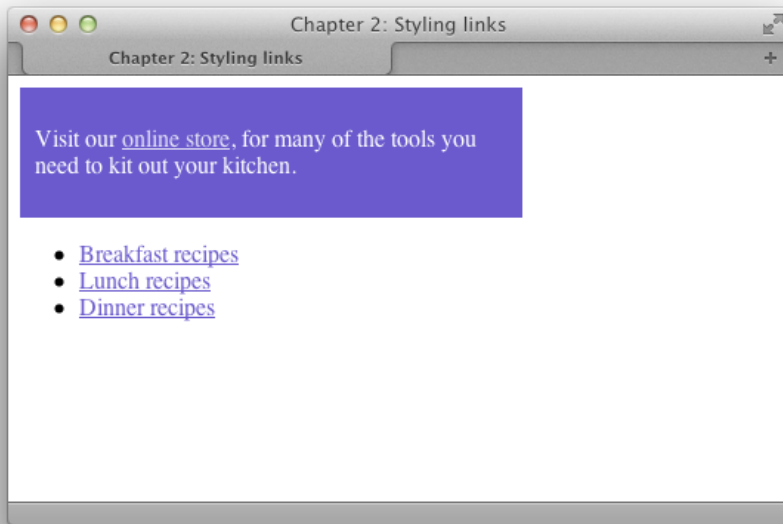 Chapter 2: Styling links
Chapter 2: Styling links
Visit our online store, for many of the tools you
need to kit out your kitchen.
Breakfast recipes
Lunch recipes
Dinner recipes